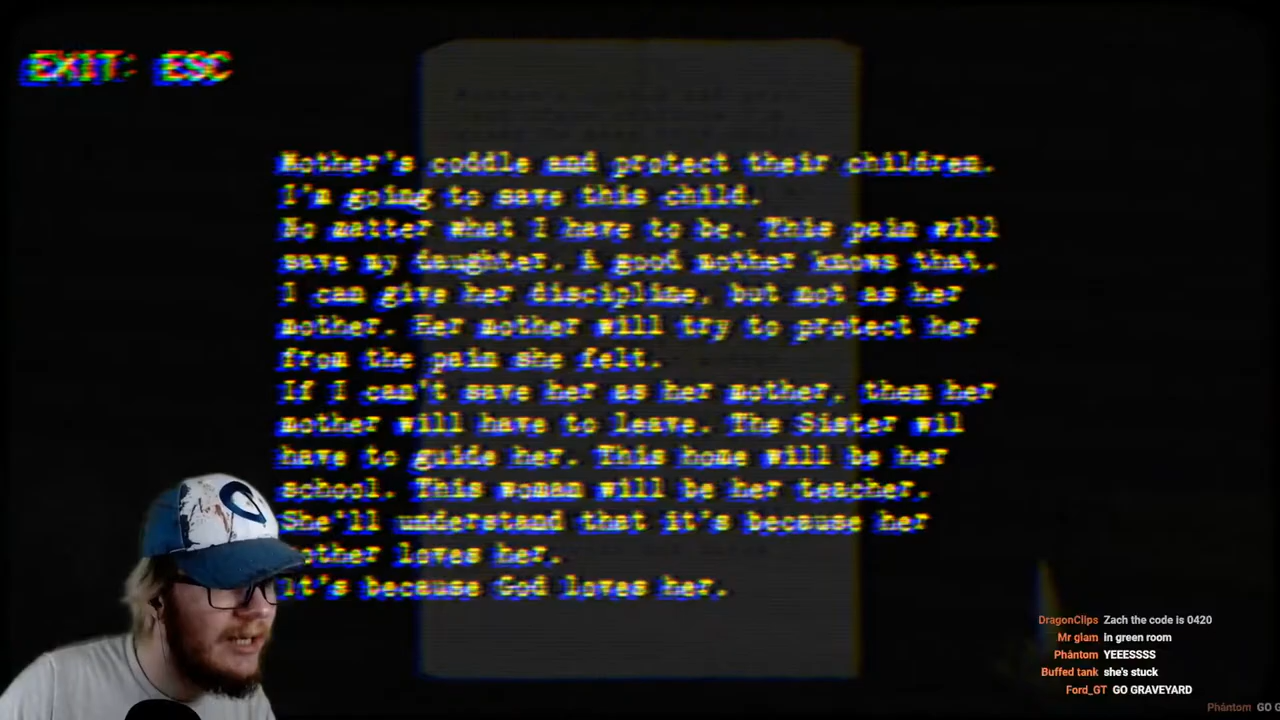 EXIT: ESC
Mother's coddle and protect their children.
I'm going to save this child.
No matter what I have to be. This pain will
save my daughter. A good mother knows that.
I can give her discipline, but not as her
mother. Her mother will try to protect her
from the pain she felt.
If I can't save her as her mother, then her
mother will have to leave. The Sister wil
have to guide her. This home will be her
school. This woman will be her teacher.
She'll understand that it's because her
mother loves her.
It's because God loves her.
DragonClips Zach the code is 0420
Mr glam in green room
Phántom YEEESSSS
Buffed tank she's stuck
Ford_GT GO GRAVEYARD
Phántom GO G